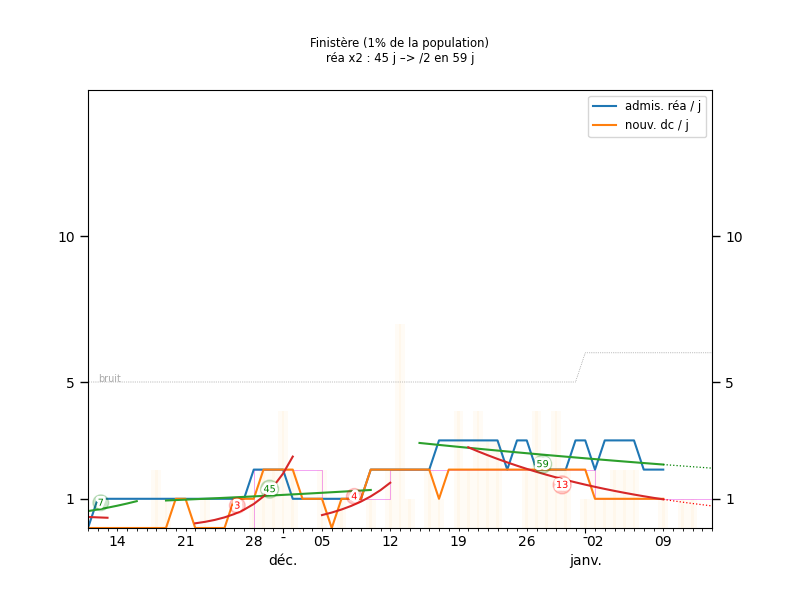 Finistère (1% de la population)
réa x2 : 45 j –> /2 en 59 j
admis. réa / j
nouv. dc / j
10 10
bruit
5 5
59
45
13
7 3 4
1 1
14 21 28 05 12 19 26 02 09
déc. janv.